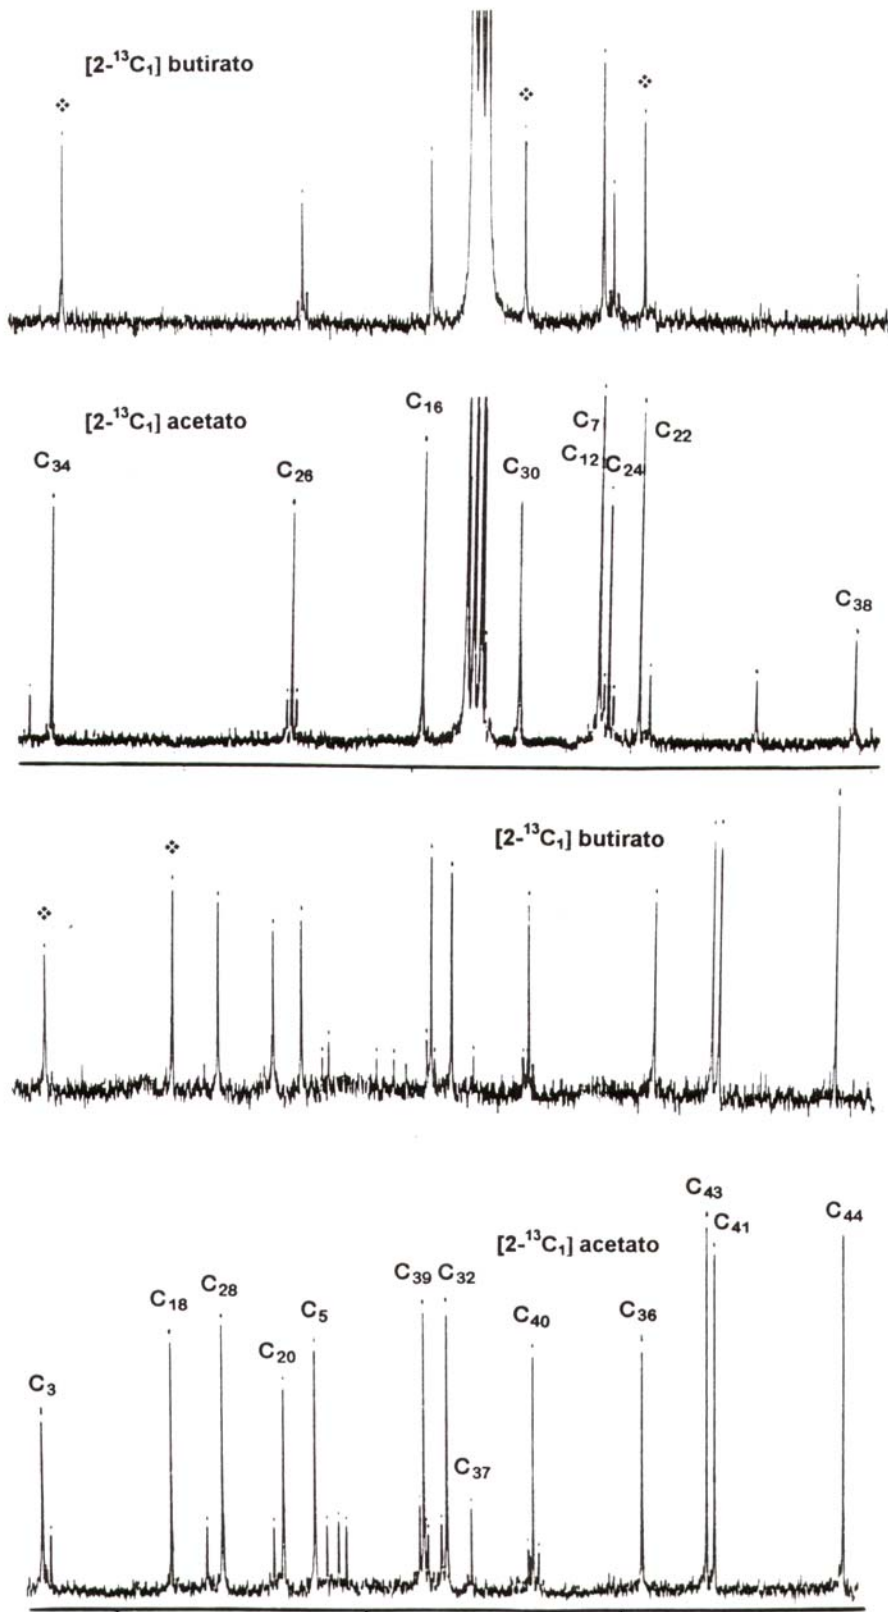 [2-¹³C₁] butirato
❖ ❖ ❖
[2-¹³C₁] acetato
C₃₄ C₂₆ C₁₆ C₃₀ C₇ C₁₂ C₂₄ C₂₂ C₃₈
[2-¹³C₁] butirato
❖ ❖
[2-¹³C₁] acetato
C₃ C₁₈ C₂₈ C₂₀ C₅ C₃₉ C₃₂ C₃₇ C₄₀ C₃₆ C₄₃ C₄₁ C₄₄